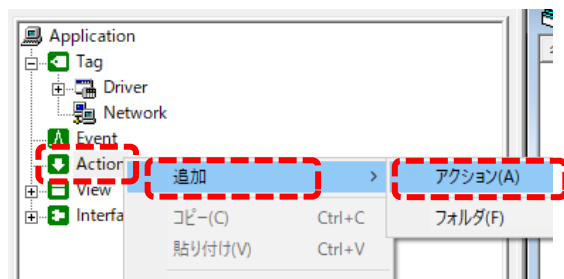 Application
Tag
Driver
Network
Event
Action
View
Interfa
追加 >
アクション(A)
コピー(C) Ctrl+C
フォルダ(F)
貼り付け(V) Ctrl+V